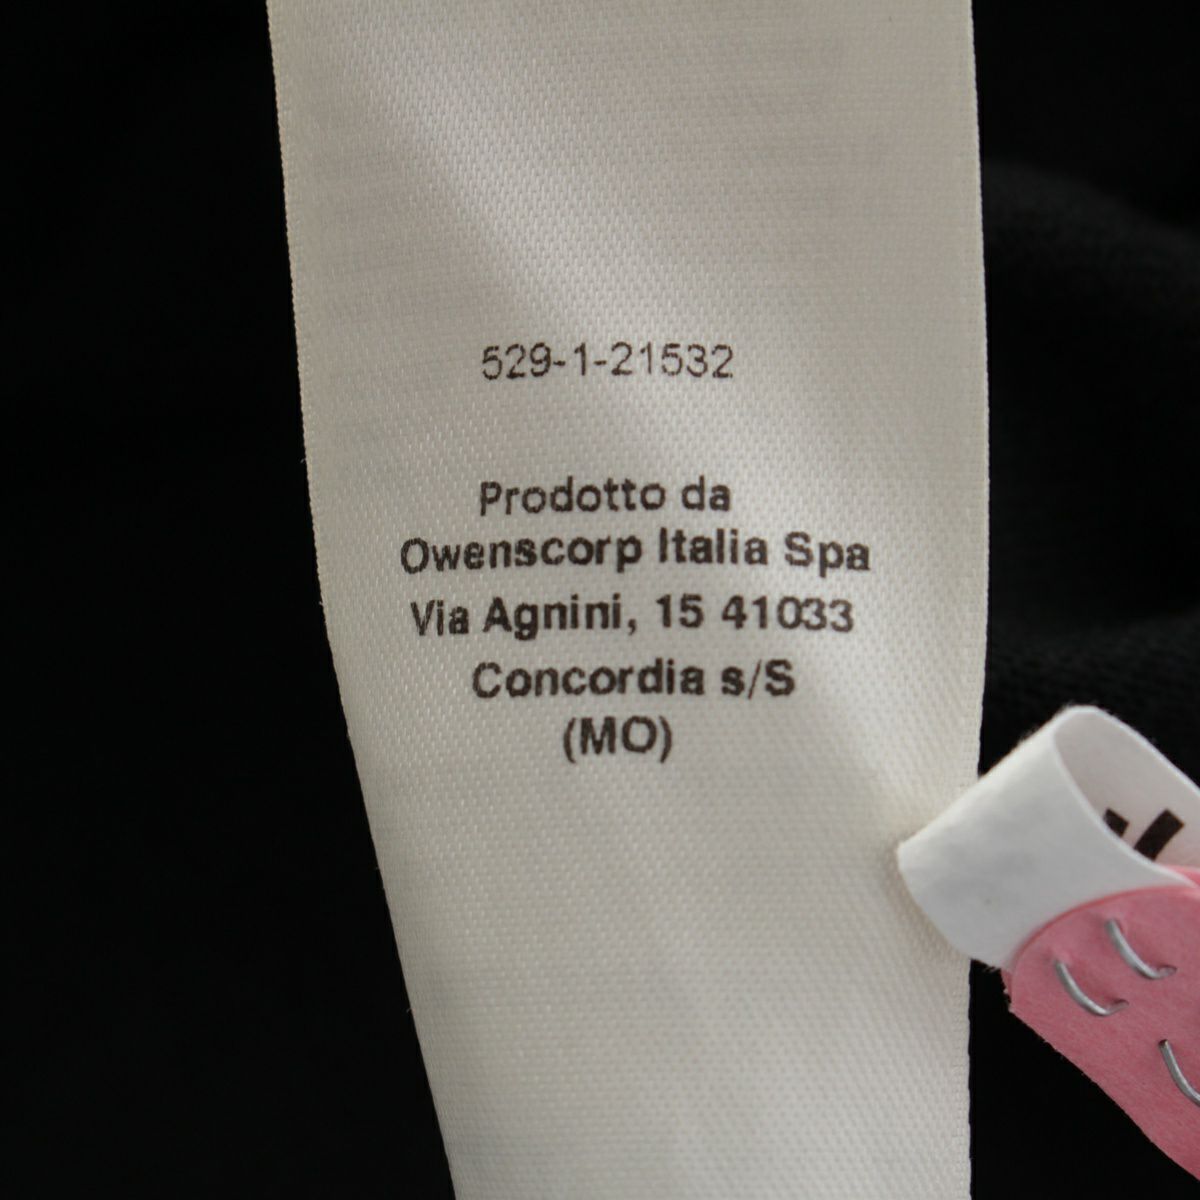 529-1-21532
Prodotto da
Owenscorp Italia Spa
Via Agnini, 15 41033
Concordia s/S
(MO)